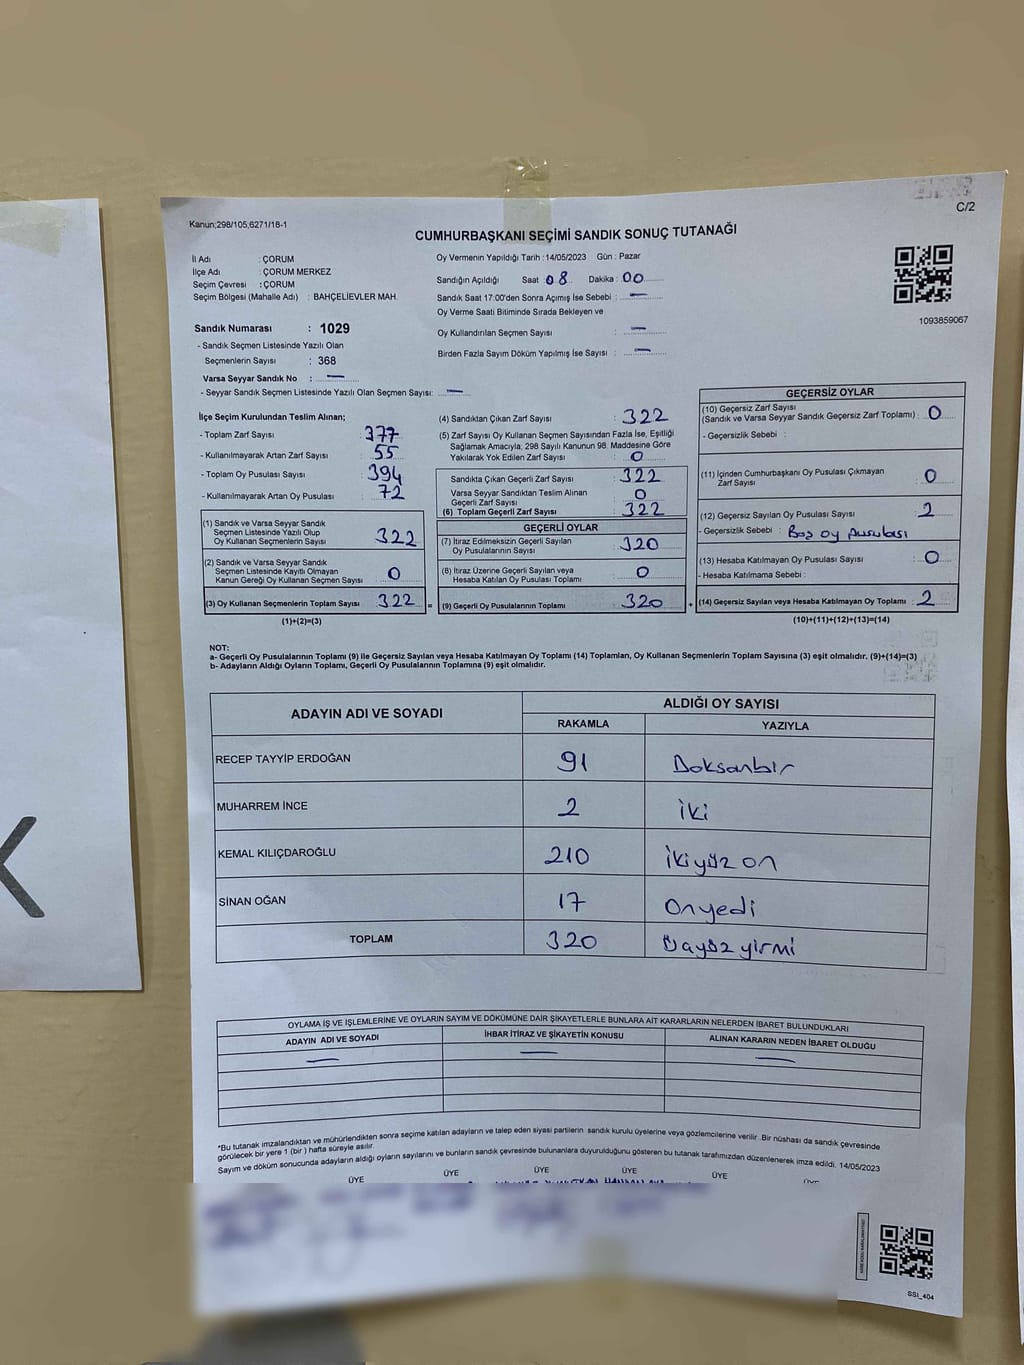 C/2
Kanun;298/105;6271/18-1
CUMHURBAŞKANI SEÇİMİ SANDIK SONUÇ TUTANAĞI
İl Adı : ÇORUM
İlçe Adı : ÇORUM MERKEZ
Seçim Çevresi : ÇORUM
Seçim Bölgesi (Mahalle Adı) : BAHÇELİEVLER MAH.
Sandık Numarası : 1029
- Sandık Seçmen Listesinde Yazılı Olan
Seçmenlerin Sayısı : 368
Varsa Seyyar Sandık No : —
- Seyyar Sandık Seçmen Listesinde Yazılı Olan Seçmen Sayısı: —
Oy Vermenin Yapıldığı Tarih :14/05/2023 Gün : Pazar
Sandığın Açıldığı Saat : 08 Dakika : 00
Sandık Saat 17:00'den Sonra Açımış İse Sebebi : —
Oy Verme Saati Bitiminde Sırada Bekleyen ve
Oy Kullandırılan Seçmen Sayısı : —
Birden Fazla Sayım Döküm Yapılmış İse Sayısı : —
1093859067
İlçe Seçim Kurulundan Teslim Alınan;
- Toplam Zarf Sayısı : 377
- Kullanılmayarak Artan Zarf Sayısı : 55
- Toplam Oy Pusulası Sayısı : 394
- Kullanılmayarak Artan Oy Pusulası : 72
(1) Sandık ve Varsa Seyyar Sandık
Seçmen Listesinde Yazılı Olup
Oy Kullanan Seçmenlerin Sayısı : 322
(2) Sandık ve Varsa Seyyar Sandık
Seçmen Listesinde Kayıtlı Olmayan
Kanun Gereği Oy Kullanan Seçmen Sayısı : 0
(3) Oy Kullanan Seçmenlerin Toplam Sayısı : 322 =
(1)+(2)=(3)
(4) Sandıktan Çıkan Zarf Sayısı : 322
(5) Zarf Sayısı Oy Kullanan Seçmen Sayısından Fazla İse, Eşitliği
Sağlamak Amacıyla; 298 Sayılı Kanunun 98. Maddesine Göre
Yakılarak Yok Edilen Zarf Sayısı : 0
Sandıkta Çıkan Geçerli Zarf Sayısı : 322
Varsa Seyyar Sandıktan Teslim Alınan
Geçerli Zarf Sayısı : 0
(6) Toplam Geçerli Zarf Sayısı : 322
GEÇERLİ OYLAR
(7) İtiraz Edilmeksizin Geçerli Sayılan
Oy Pusulalarının Sayısı : 320
(8) İtiraz Üzerine Geçerli Sayılan veya
Hesaba Katılan Oy Pusulası Toplamı : 0
(9) Geçerli Oy Pusulalarının Toplamı : 320 +
GEÇERSİZ OYLAR
(10) Geçersiz Zarf Sayısı
(Sandık ve Varsa Seyyar Sandık Geçersiz Zarf Toplamı) : 0
- Geçersizlik Sebebi :
(11) İçinden Cumhurbaşkanı Oy Pusulası Çıkmayan
Zarf Sayısı : 0
(12) Geçersiz Sayılan Oy Pusulası Sayısı : 2
- Geçersizlik Sebebi : Boş oy pusulası
(13) Hesaba Katılmayan Oy Pusulası Sayısı : 0
- Hesaba Katılmama Sebebi :
(14) Geçersiz Sayılan veya Hesaba Katılmayan Oy Toplamı : 2
(10)+(11)+(12)+(13)=(14)
NOT:
a- Geçerli Oy Pusulalarının Toplamı (9) ile Geçersiz Sayılan veya Hesaba Katılmayan Oy Toplamı (14) Toplamları, Oy Kullanan Seçmenlerin Toplam Sayısına (3) eşit olmalıdır. (9)+(14)=(3)
b- Adayların Aldığı Oyların Toplamı, Geçerli Oy Pusulalarının Toplamına (9) eşit olmalıdır.
ADAYIN ADI VE SOYADI ALDIĞI OY SAYISI
RAKAMLA YAZIYLA
RECEP TAYYİP ERDOĞAN 91 Doksanbir
MUHARREM İNCE 2 iki
KEMAL KILIÇDAROĞLU 210 ikiyüz on
SİNAN OĞAN 17 Onyedi
TOPLAM 320 Üçyüz yirmi
OYLAMA İŞ VE İŞLEMLERİNE VE OYLARIN SAYIM VE DÖKÜMÜNE DAİR ŞİKAYETLERLE BUNLARA AİT KARARLARIN NELERDEN İBARET BULUNDUKLARI
ADAYIN ADI VE SOYADI İHBAR İTİRAZ VE ŞİKAYETİN KONUSU ALINAN KARARIN NEDEN İBARET OLDUĞU
— — —
*Bu tutanak imzalandıktan ve mühürlendikten sonra seçime katılan adayların ve talep eden siyasi partilerin sandık kurulu üyelerine veya gözlemcilerine verilir. Bir nüshası da sandık çevresinde
görülecek bir yere 1 (bir ) hafta süreyle asılır.
Sayım ve döküm sonucunda adayların aldığı oyların sayılarını ve bunların sandık çevresinde bulunanlara duyurulduğunu gösteren bu tutanak tarafımızdan düzenlenerek imza edildi. 14/05/2023
ÜYE ÜYE ÜYE ÜYE ÜYE
SSI_404